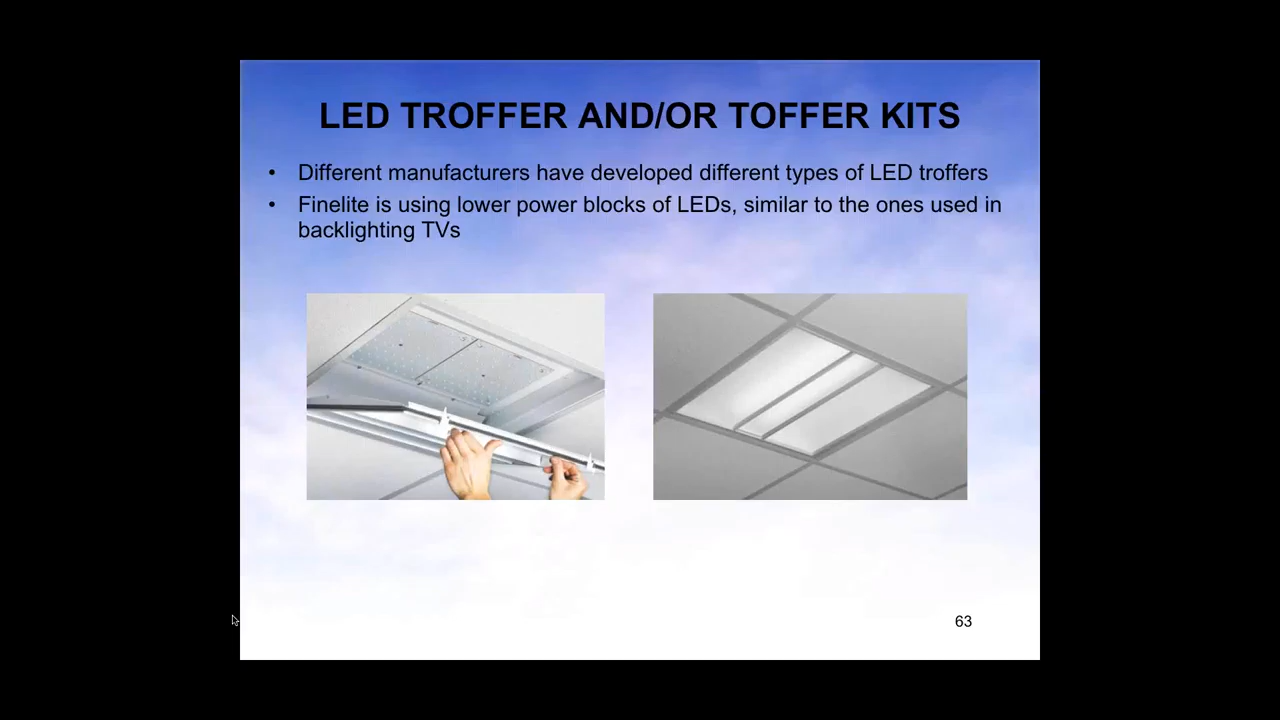 LED TROFFER AND/OR TOFFER KITS
• Different manufacturers have developed different types of LED troffers
• Finelite is using lower power blocks of LEDs, similar to the ones used in
backlighting TVs
63